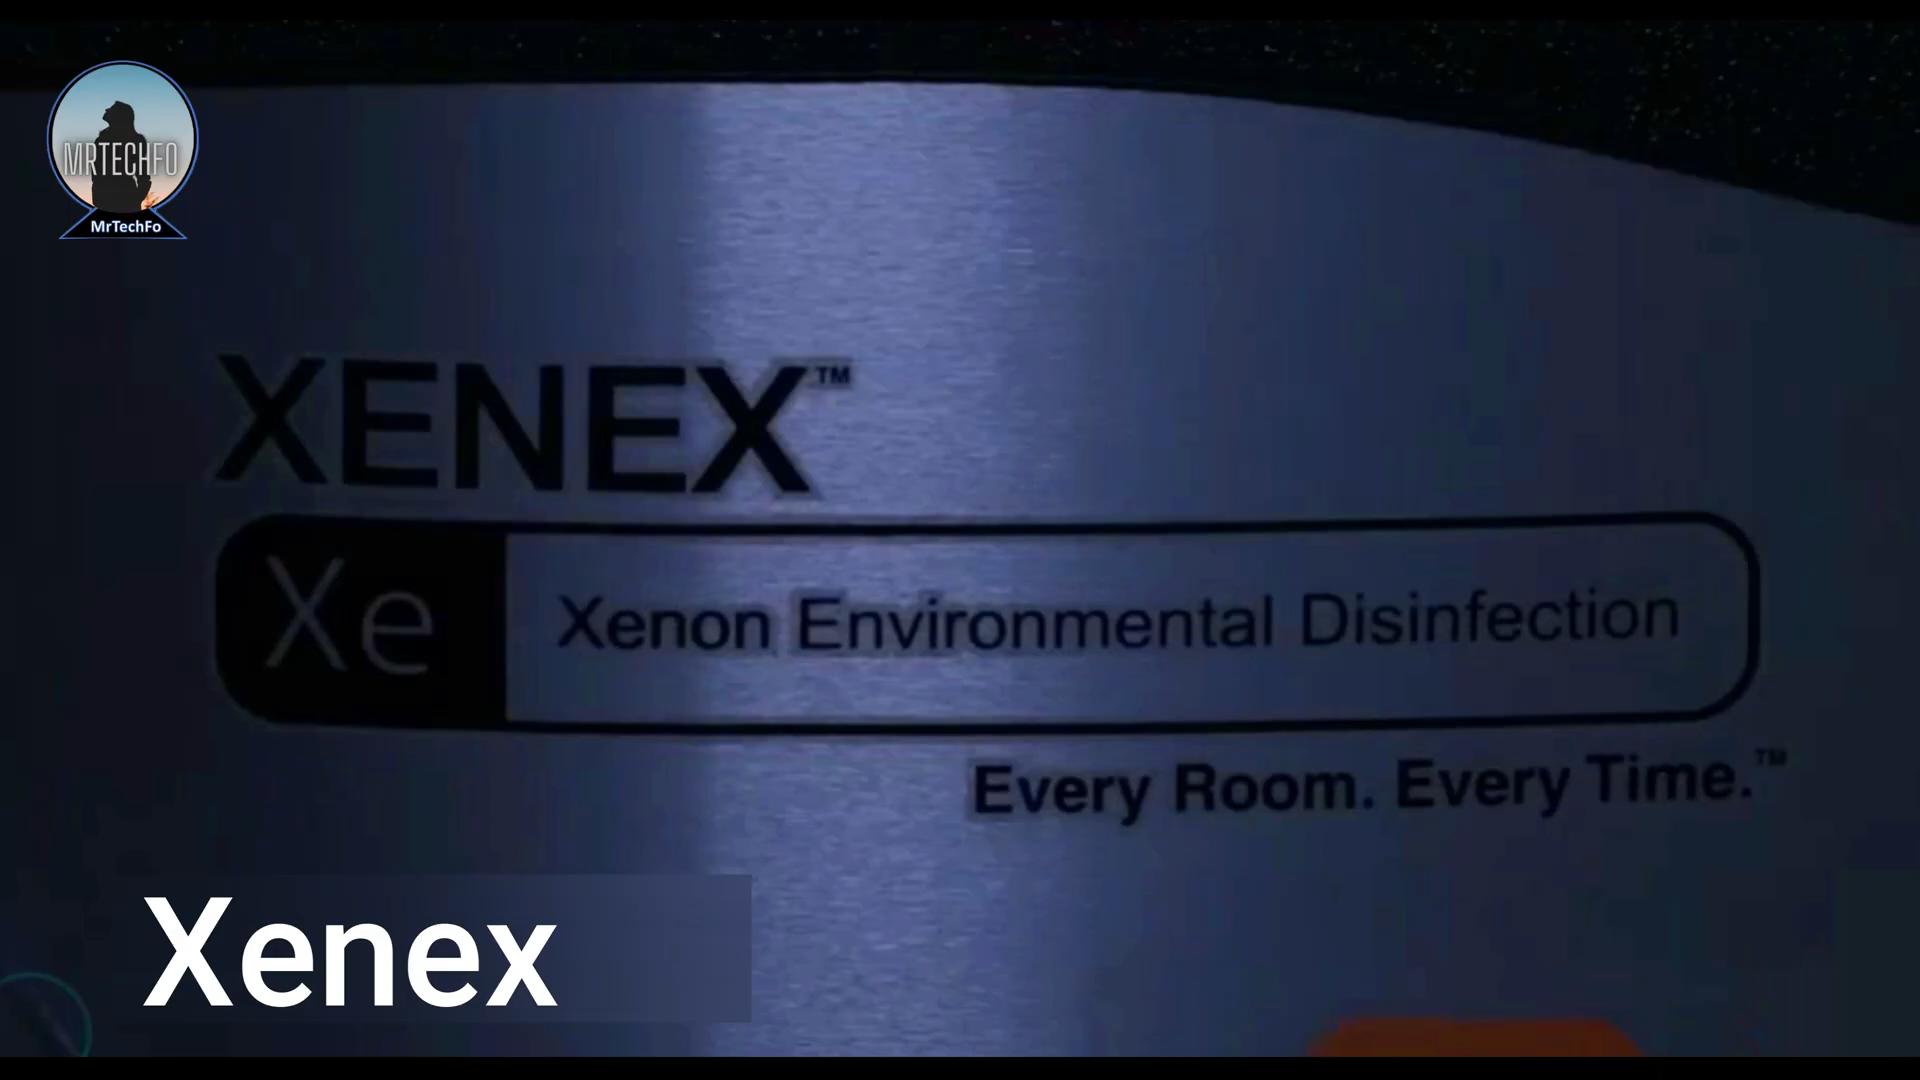 MRTECHFO
MrTechFo
XENEX™
Xe Xenon Environmental Disinfection
Every Room. Every Time.™
Xenex